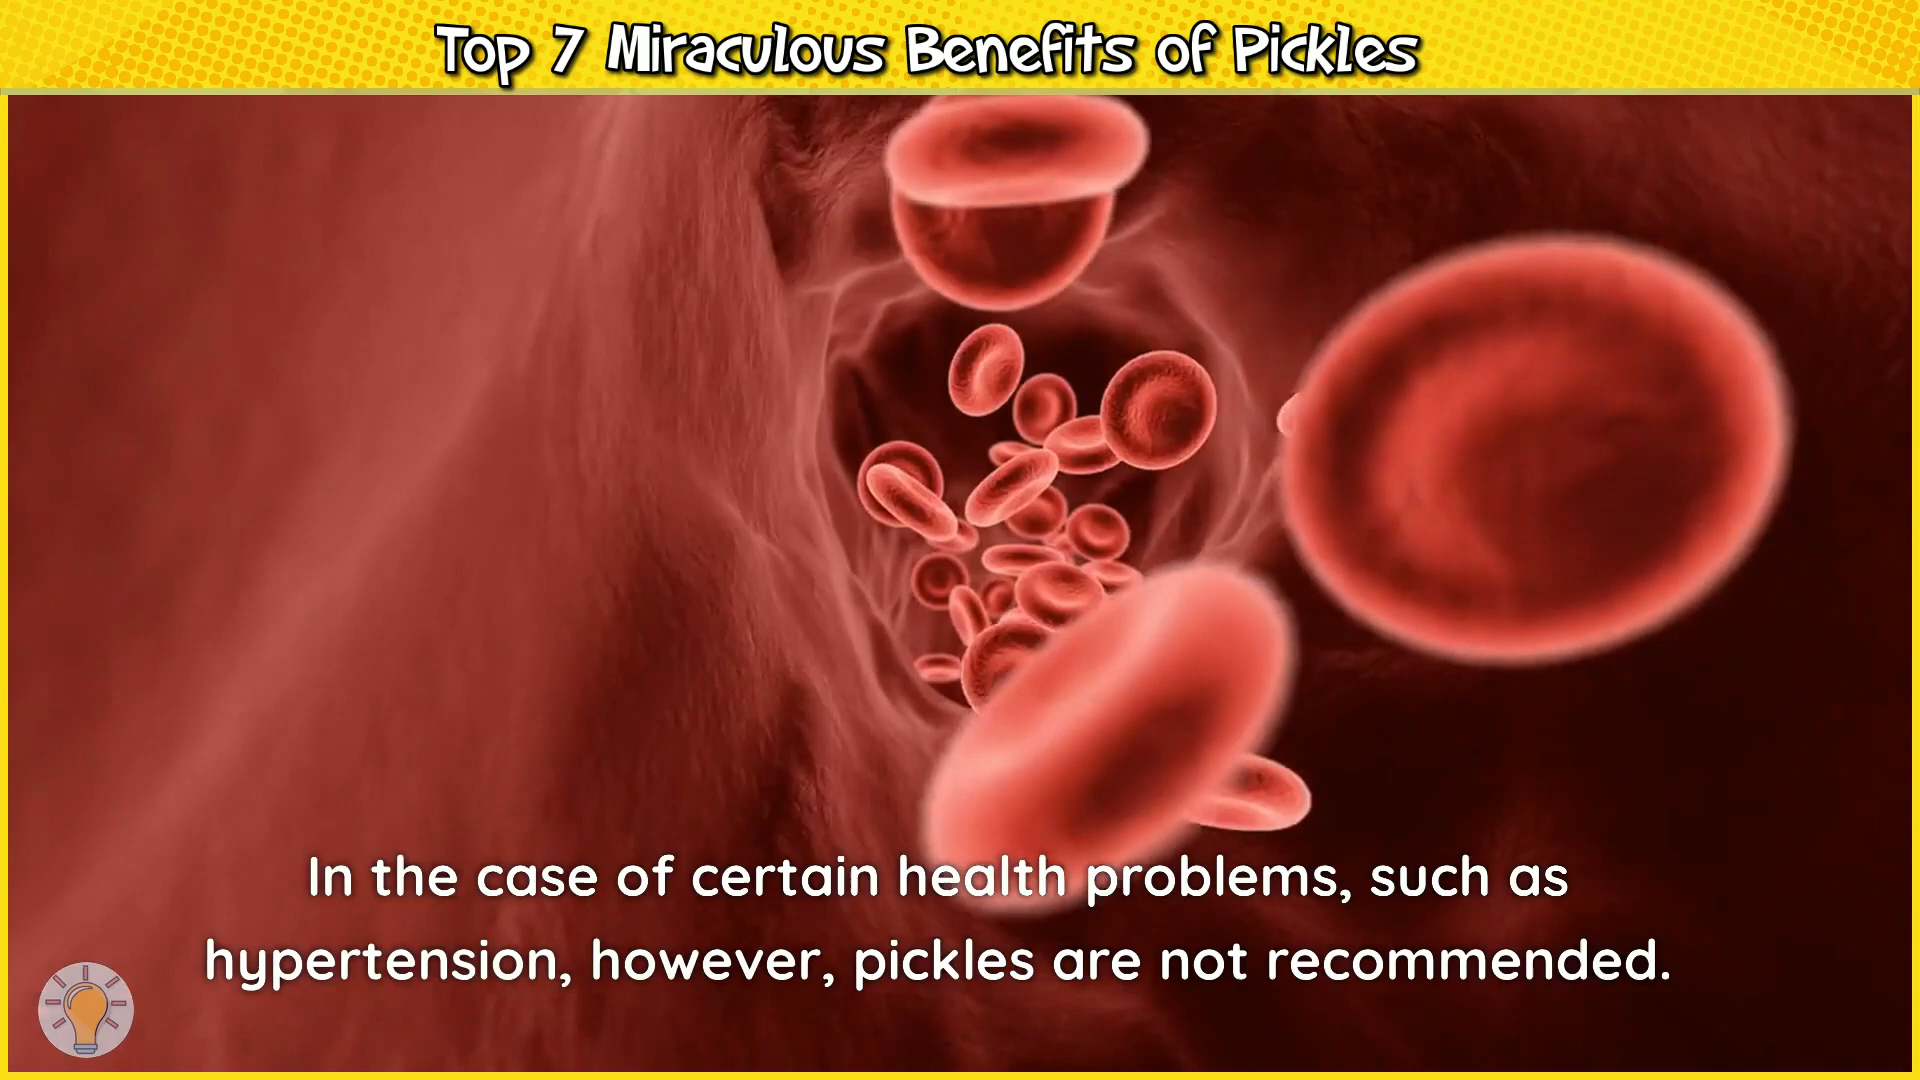 Top 7 Miraculous Benefits of Pickles
In the case of certain health problems, such as
hypertension, however, pickles are not recommended.